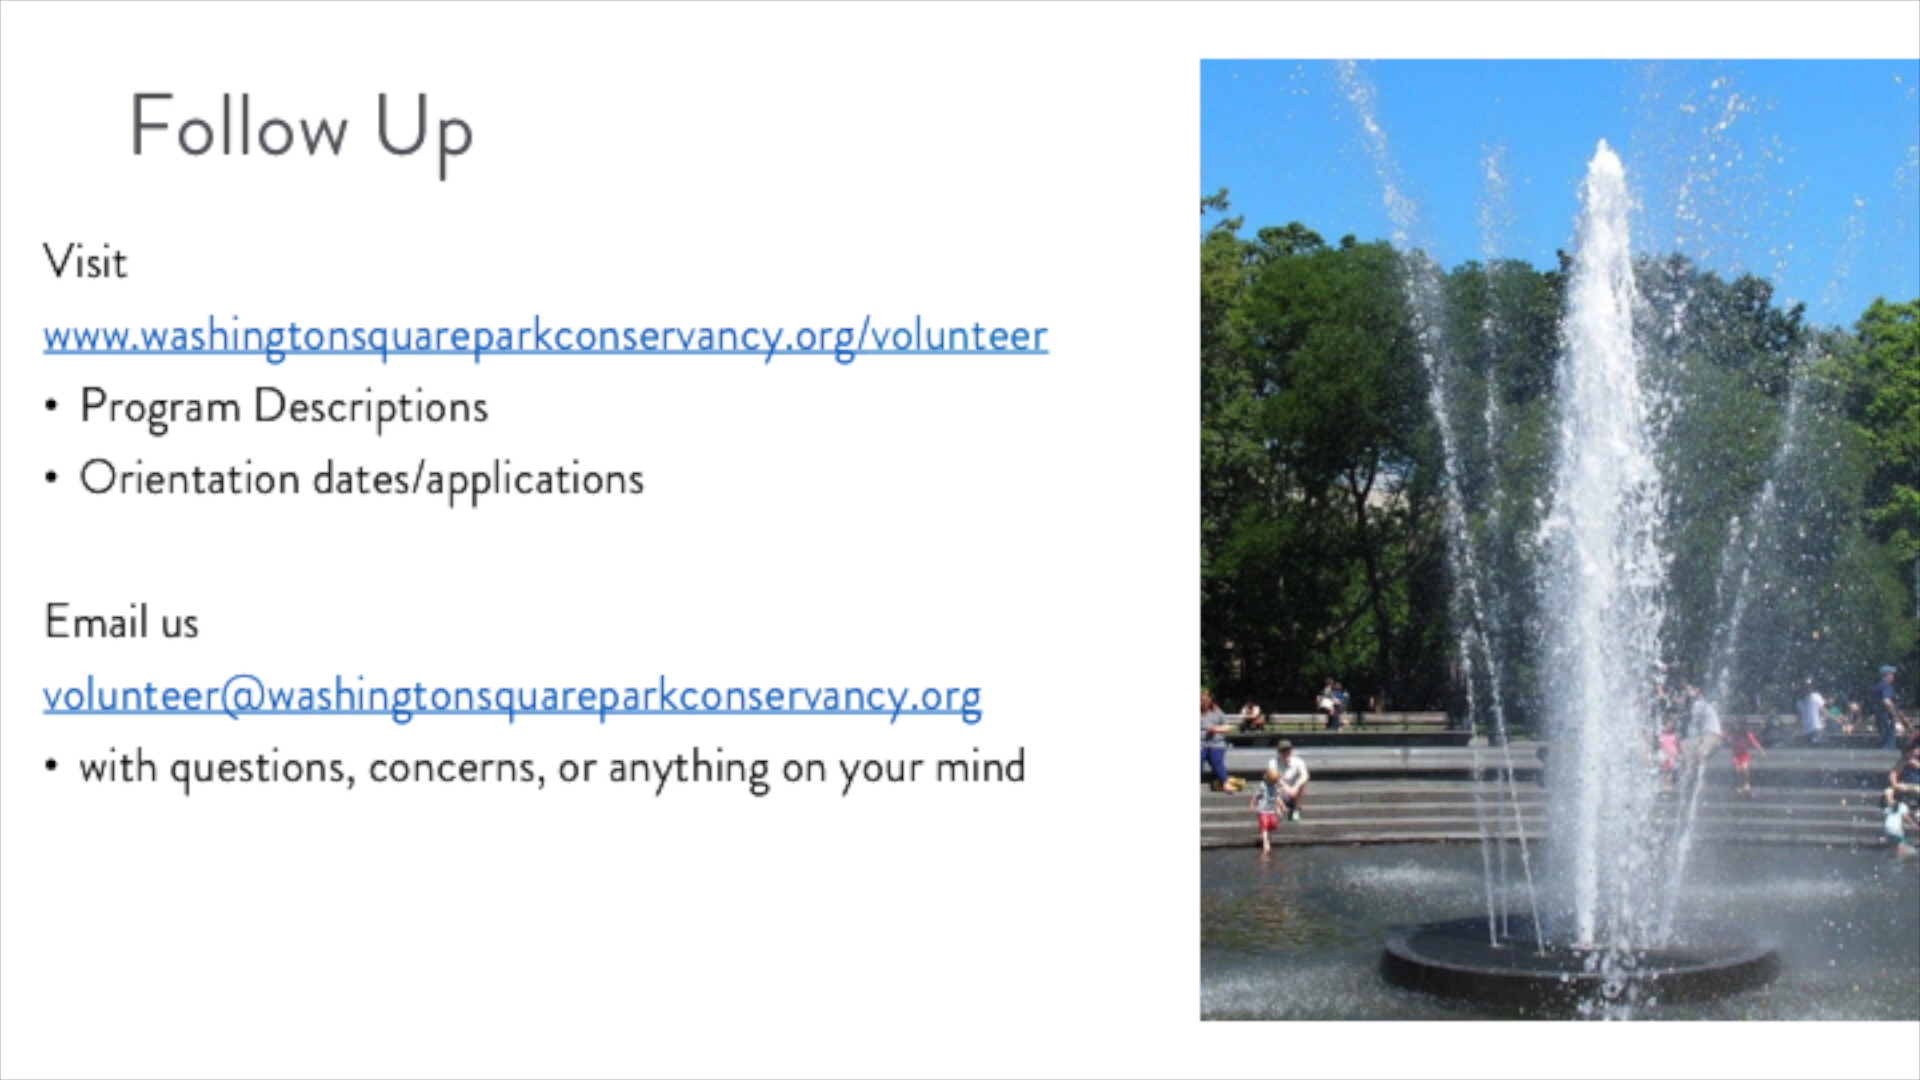 Follow Up
Visit
www.washingtonsquareparkconservancy.org/volunteer
• Program Descriptions
• Orientation dates/applications
Email us
volunteer@washingtonsquareparkconservancy.org
• with questions, concerns, or anything on your mind